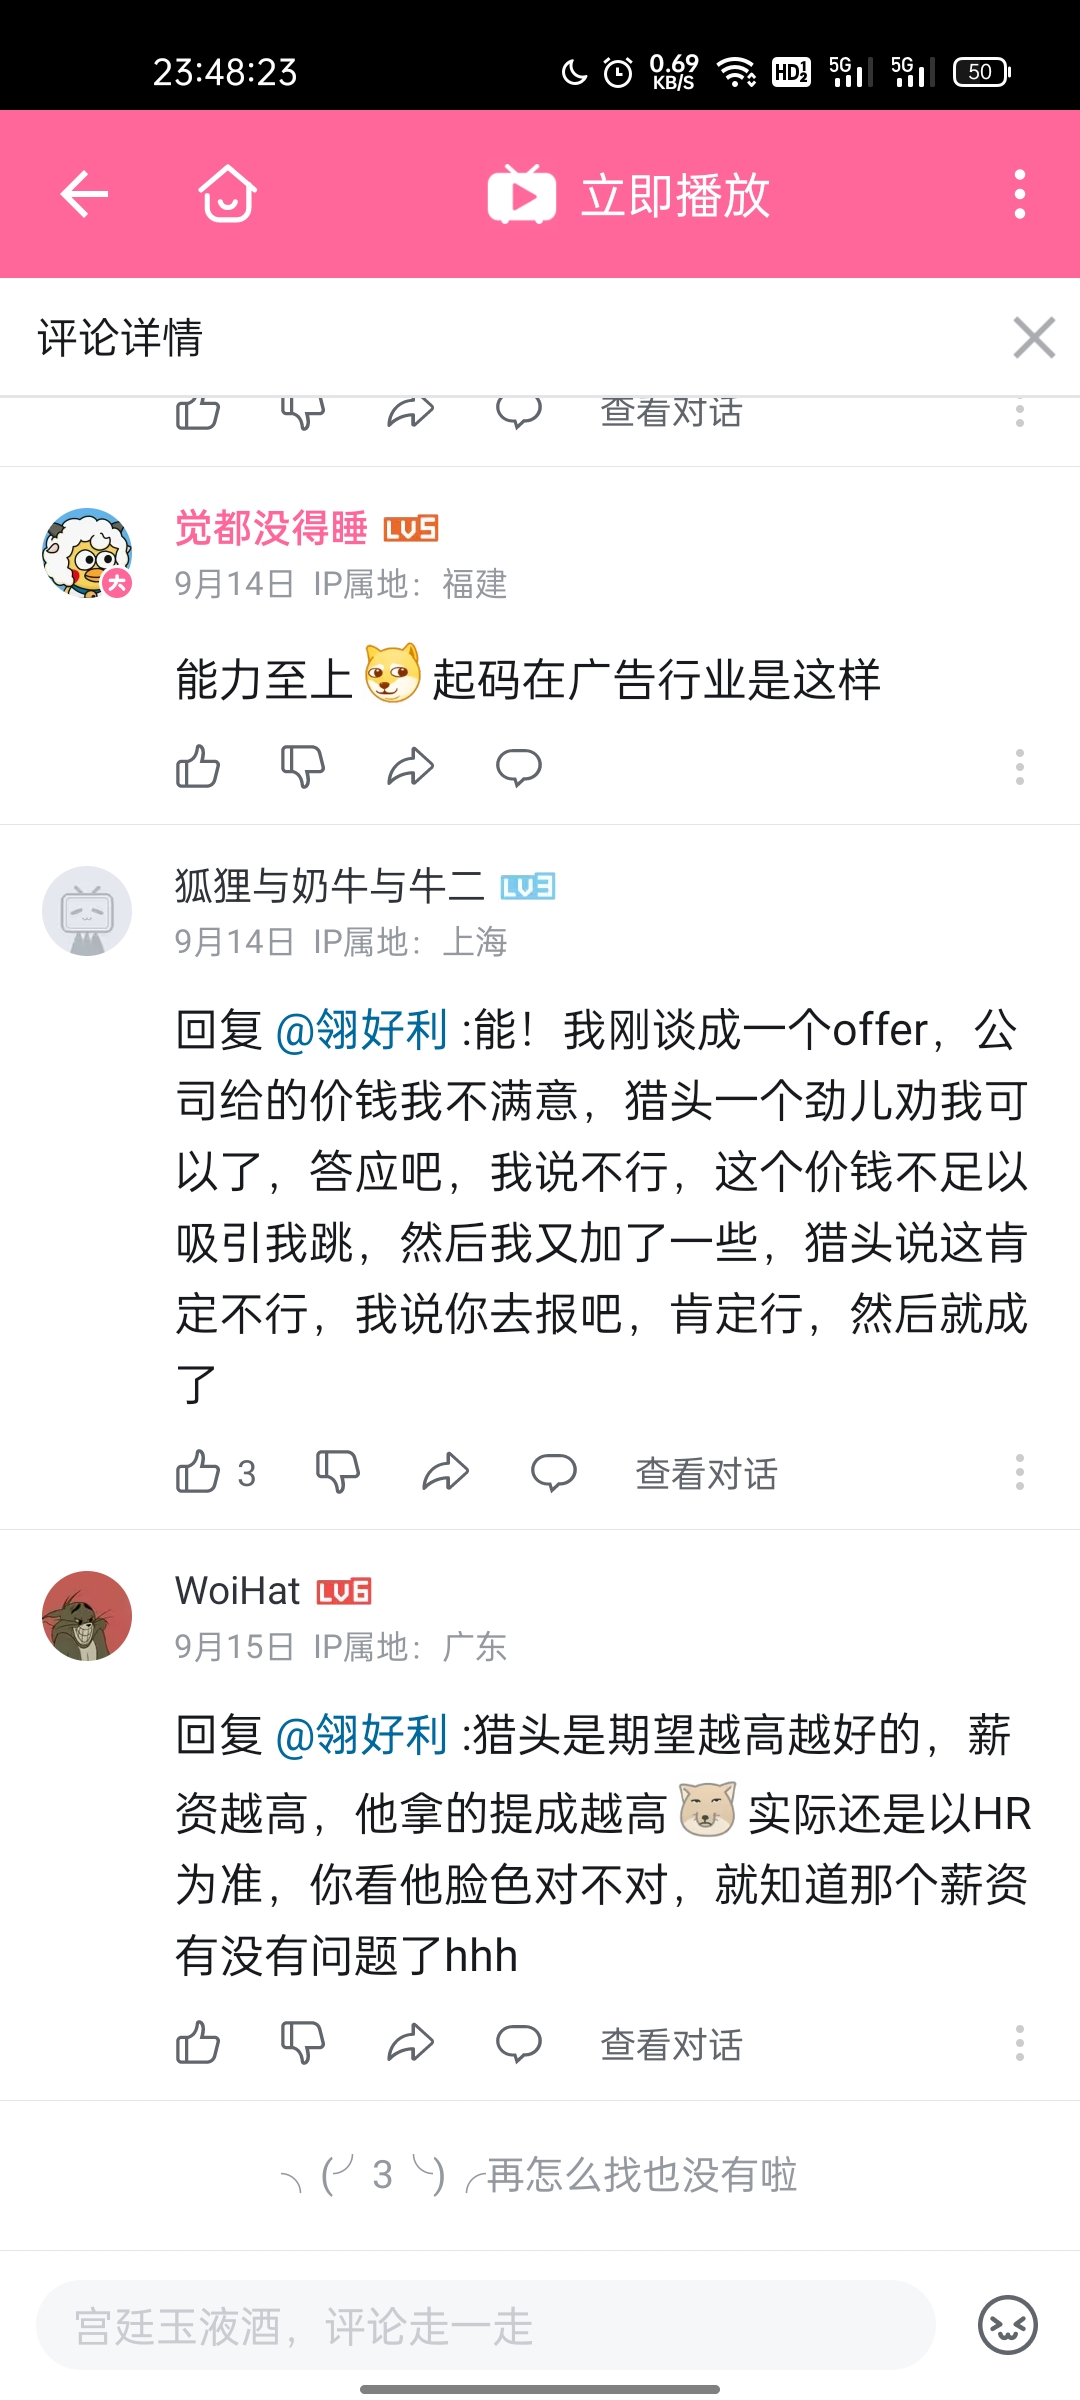 23:48:23
0.69
KB/S
HD 1 2
5G
5G
50
立即播放
评论详情
查看对话
觉都没得睡 LV5
大
9月14日 IP属地：福建
能力至上 起码在广告行业是这样
狐狸与奶牛与牛二 LV3
9月14日 IP属地：上海
回复 @翎好利 :能！我刚谈成一个offer，公
司给的价钱我不满意，猎头一个劲儿劝我可
以了，答应吧，我说不行，这个价钱不足以
吸引我跳，然后我又加了一些，猎头说这肯
定不行，我说你去报吧，肯定行，然后就成
了
3
查看对话
WoiHat LV6
9月15日 IP属地：广东
回复 @翎好利 :猎头是期望越高越好的，薪
资越高，他拿的提成越高 实际还是以HR
为准，你看他脸色对不对，就知道那个薪资
有没有问题了hhh
查看对话
╮(╯3╰)╭再怎么找也没有啦
宫廷玉液酒，评论走一走